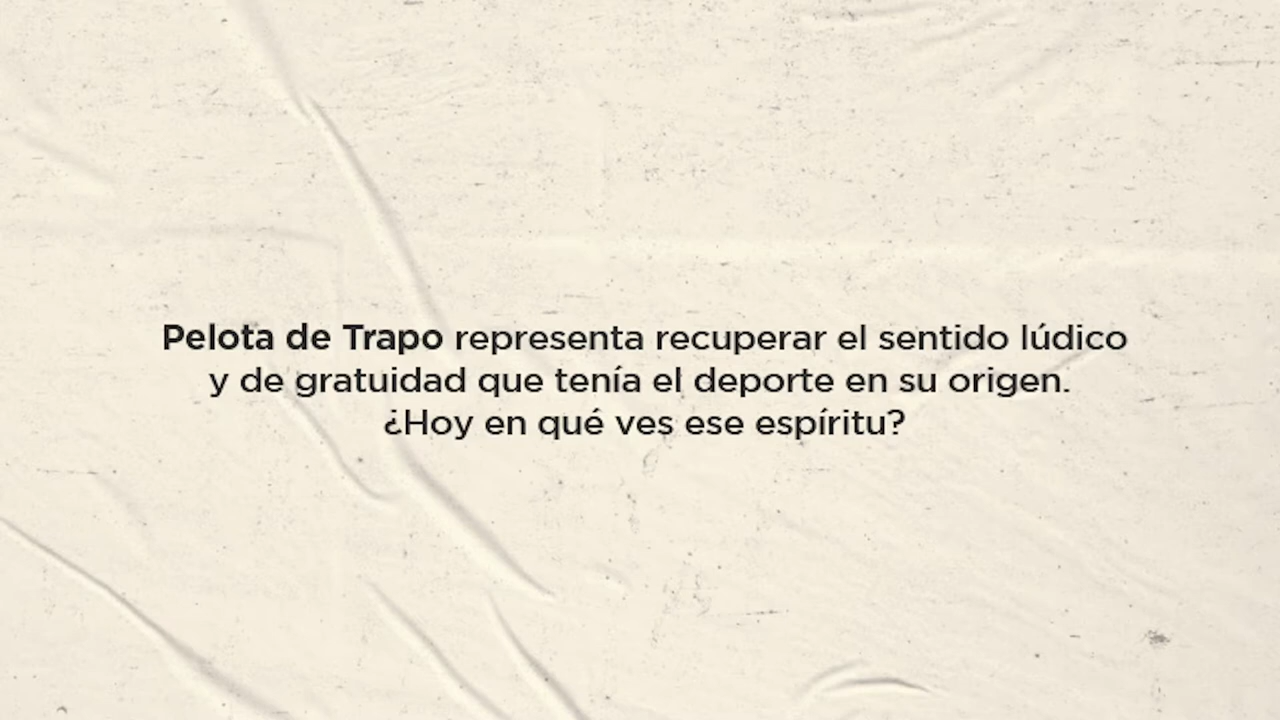 Pelota de Trapo representa recuperar el sentido lúdico
y de gratuidad que tenía el deporte en su origen.
¿Hoy en qué ves ese espíritu?